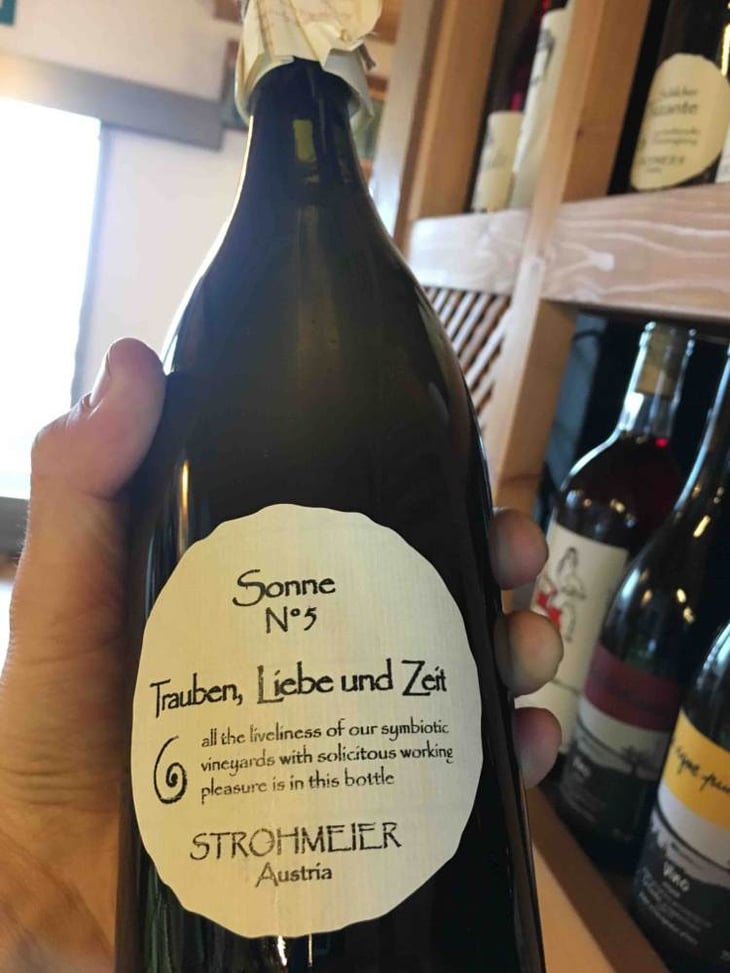 Sonne
Nº5
Trauben, Liebe und Zeit
all the liveliness of our symbiotic
vineyards with solicitous working
pleasure is in this bottle
STROHMEIER
Austria